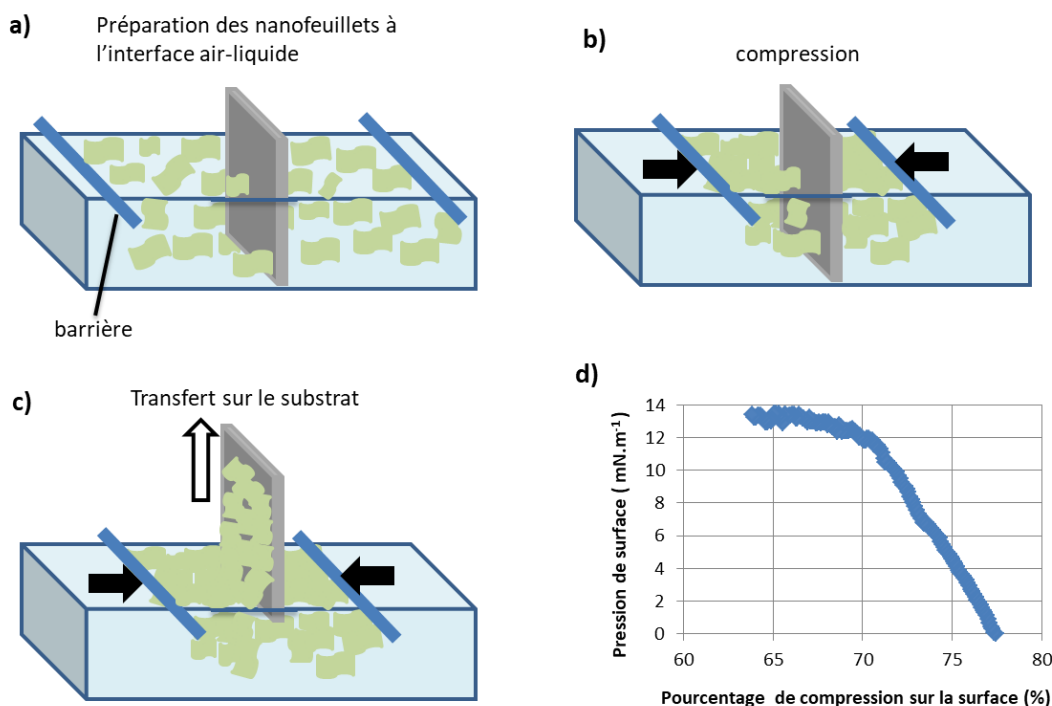 a)
Préparation des nanofeuillets à
l'interface air-liquide
barrière
b)
compression
c)
Transfert sur le substrat
d)
Pression de surface ( mN.m-1)
14
12
10
8
6
4
2
0
60
65
70
75
80
Pourcentage de compression sur la surface (%)